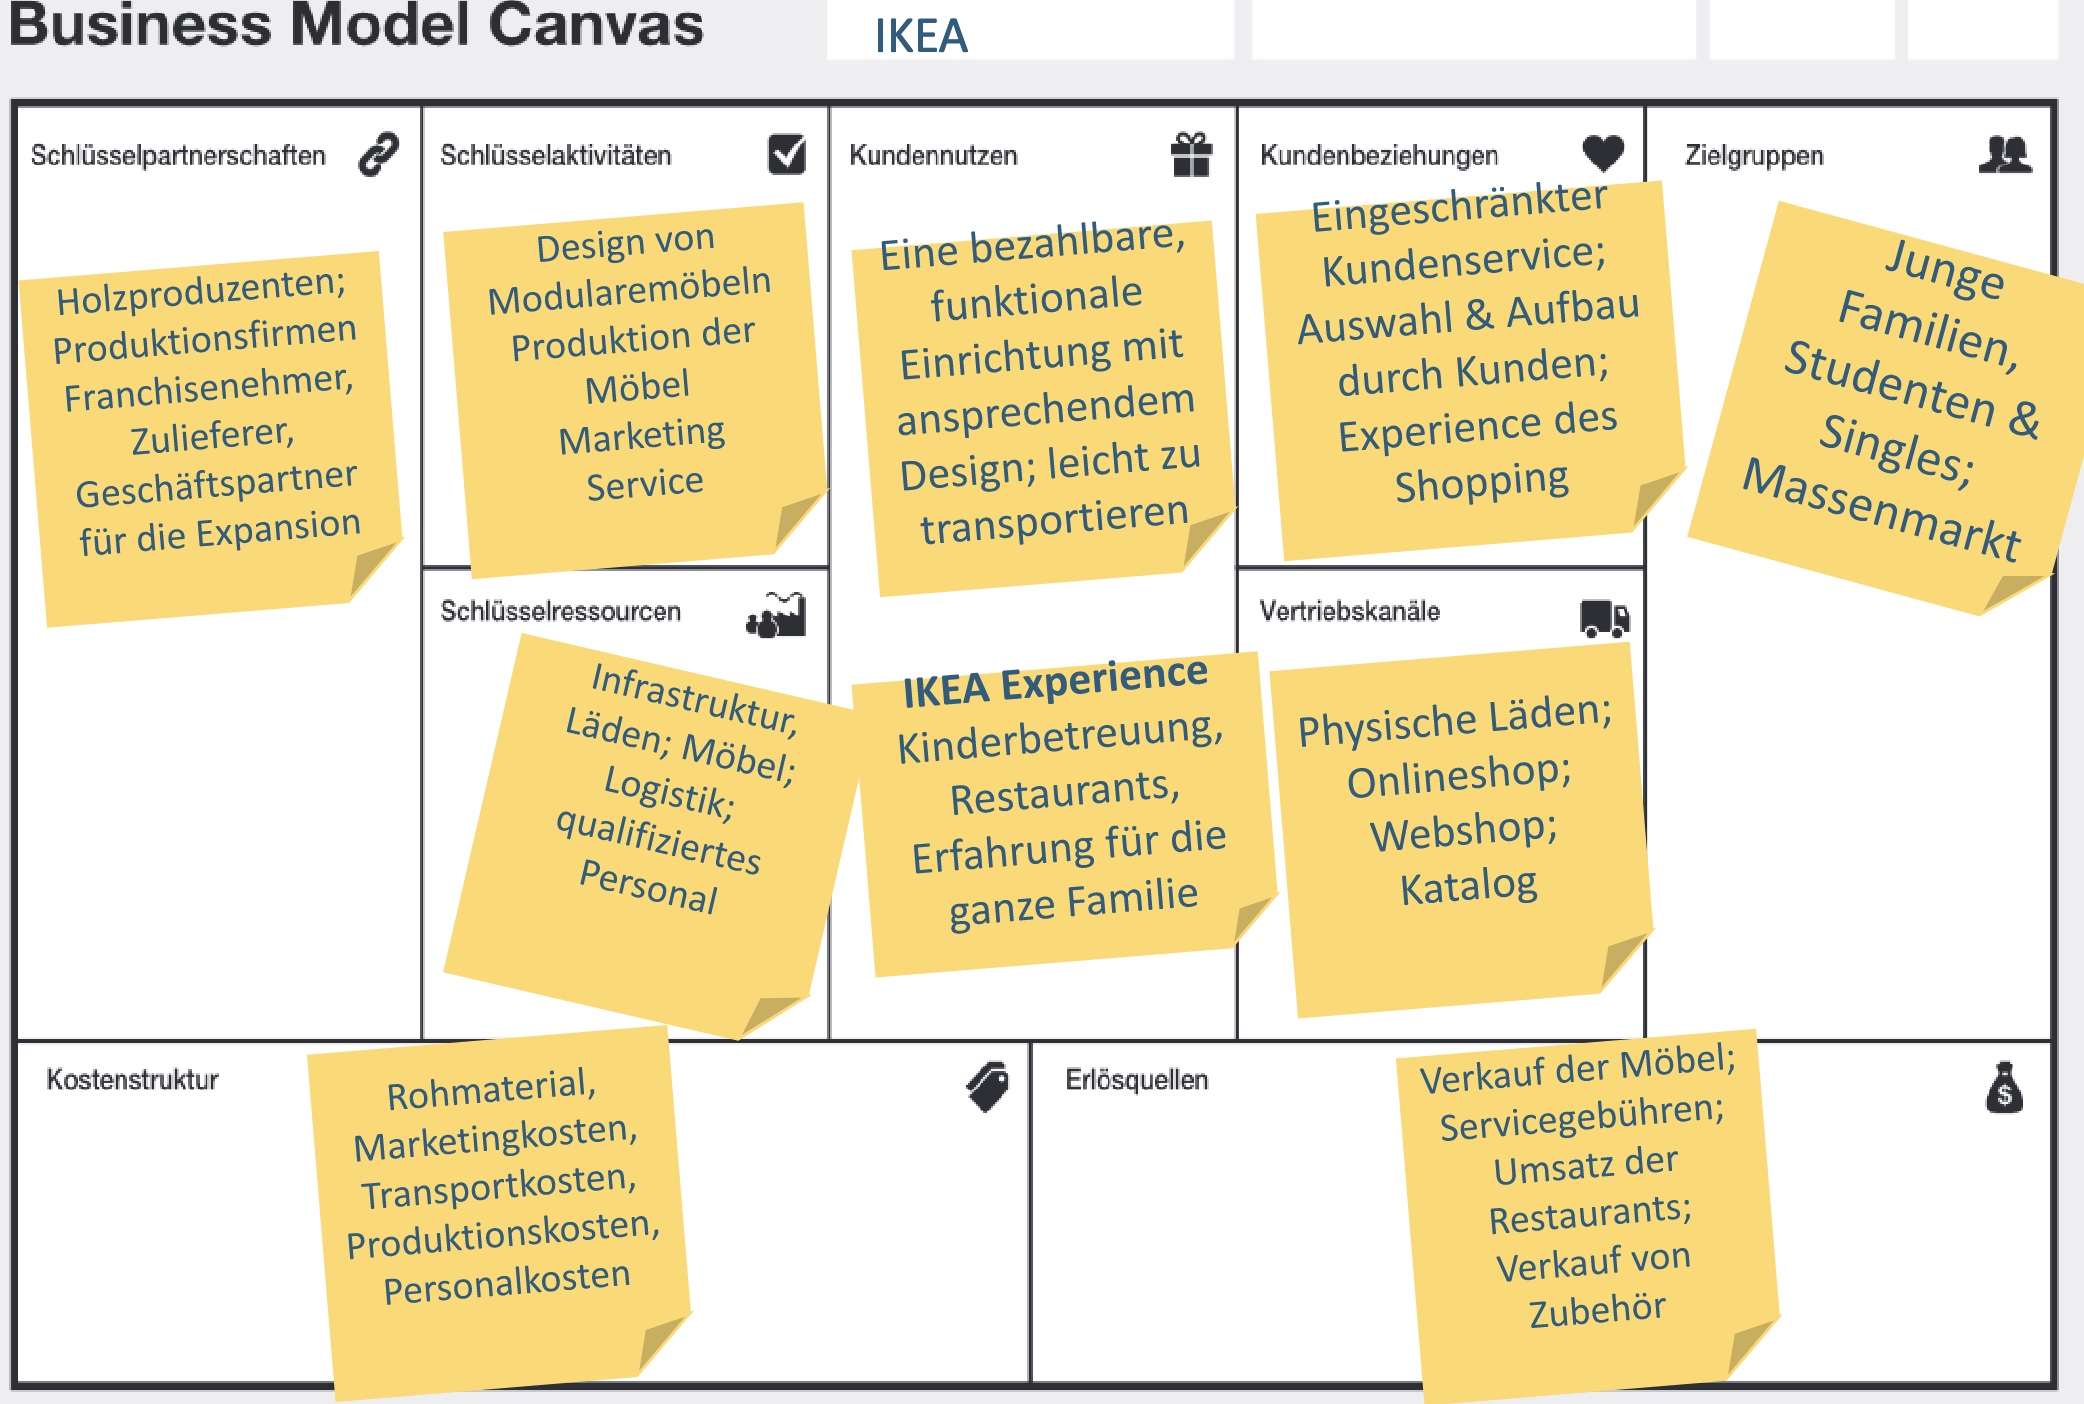 Business Model Canvas
IKEA
Schlüsselpartnerschaften
Holzproduzenten;
Produktionsfirmen
Franchisenehmer,
Zulieferer,
Geschäftspartner
für die Expansion
Schlüsselaktivitäten
Design von
Modularemöbeln
Produktion der
Möbel
Marketing
Service
Schlüsselressourcen
Infrastruktur,
Läden; Möbel;
Logistik;
qualifiziertes
Personal
Kundennutzen
Eine bezahlbare,
funktionale
Einrichtung mit
ansprechendem
Design; leicht zu
transportieren
IKEA Experience
Kinderbetreuung,
Restaurants,
Erfahrung für die
ganze Familie
Kundenbeziehungen
Eingeschränkter
Kundenservice;
Auswahl & Aufbau
durch Kunden;
Experience des
Shopping
Vertriebskanäle
Physische Läden;
Onlineshop;
Webshop;
Katalog
Zielgruppen
Junge
Familien,
Studenten &
Singles;
Massenmarkt
Kostenstruktur
Rohmaterial,
Marketingkosten,
Transportkosten,
Produktionskosten,
Personalkosten
Erlösquellen
Verkauf der Möbel;
Servicegebühren;
Umsatz der
Restaurants;
Verkauf von
Zubehör
$